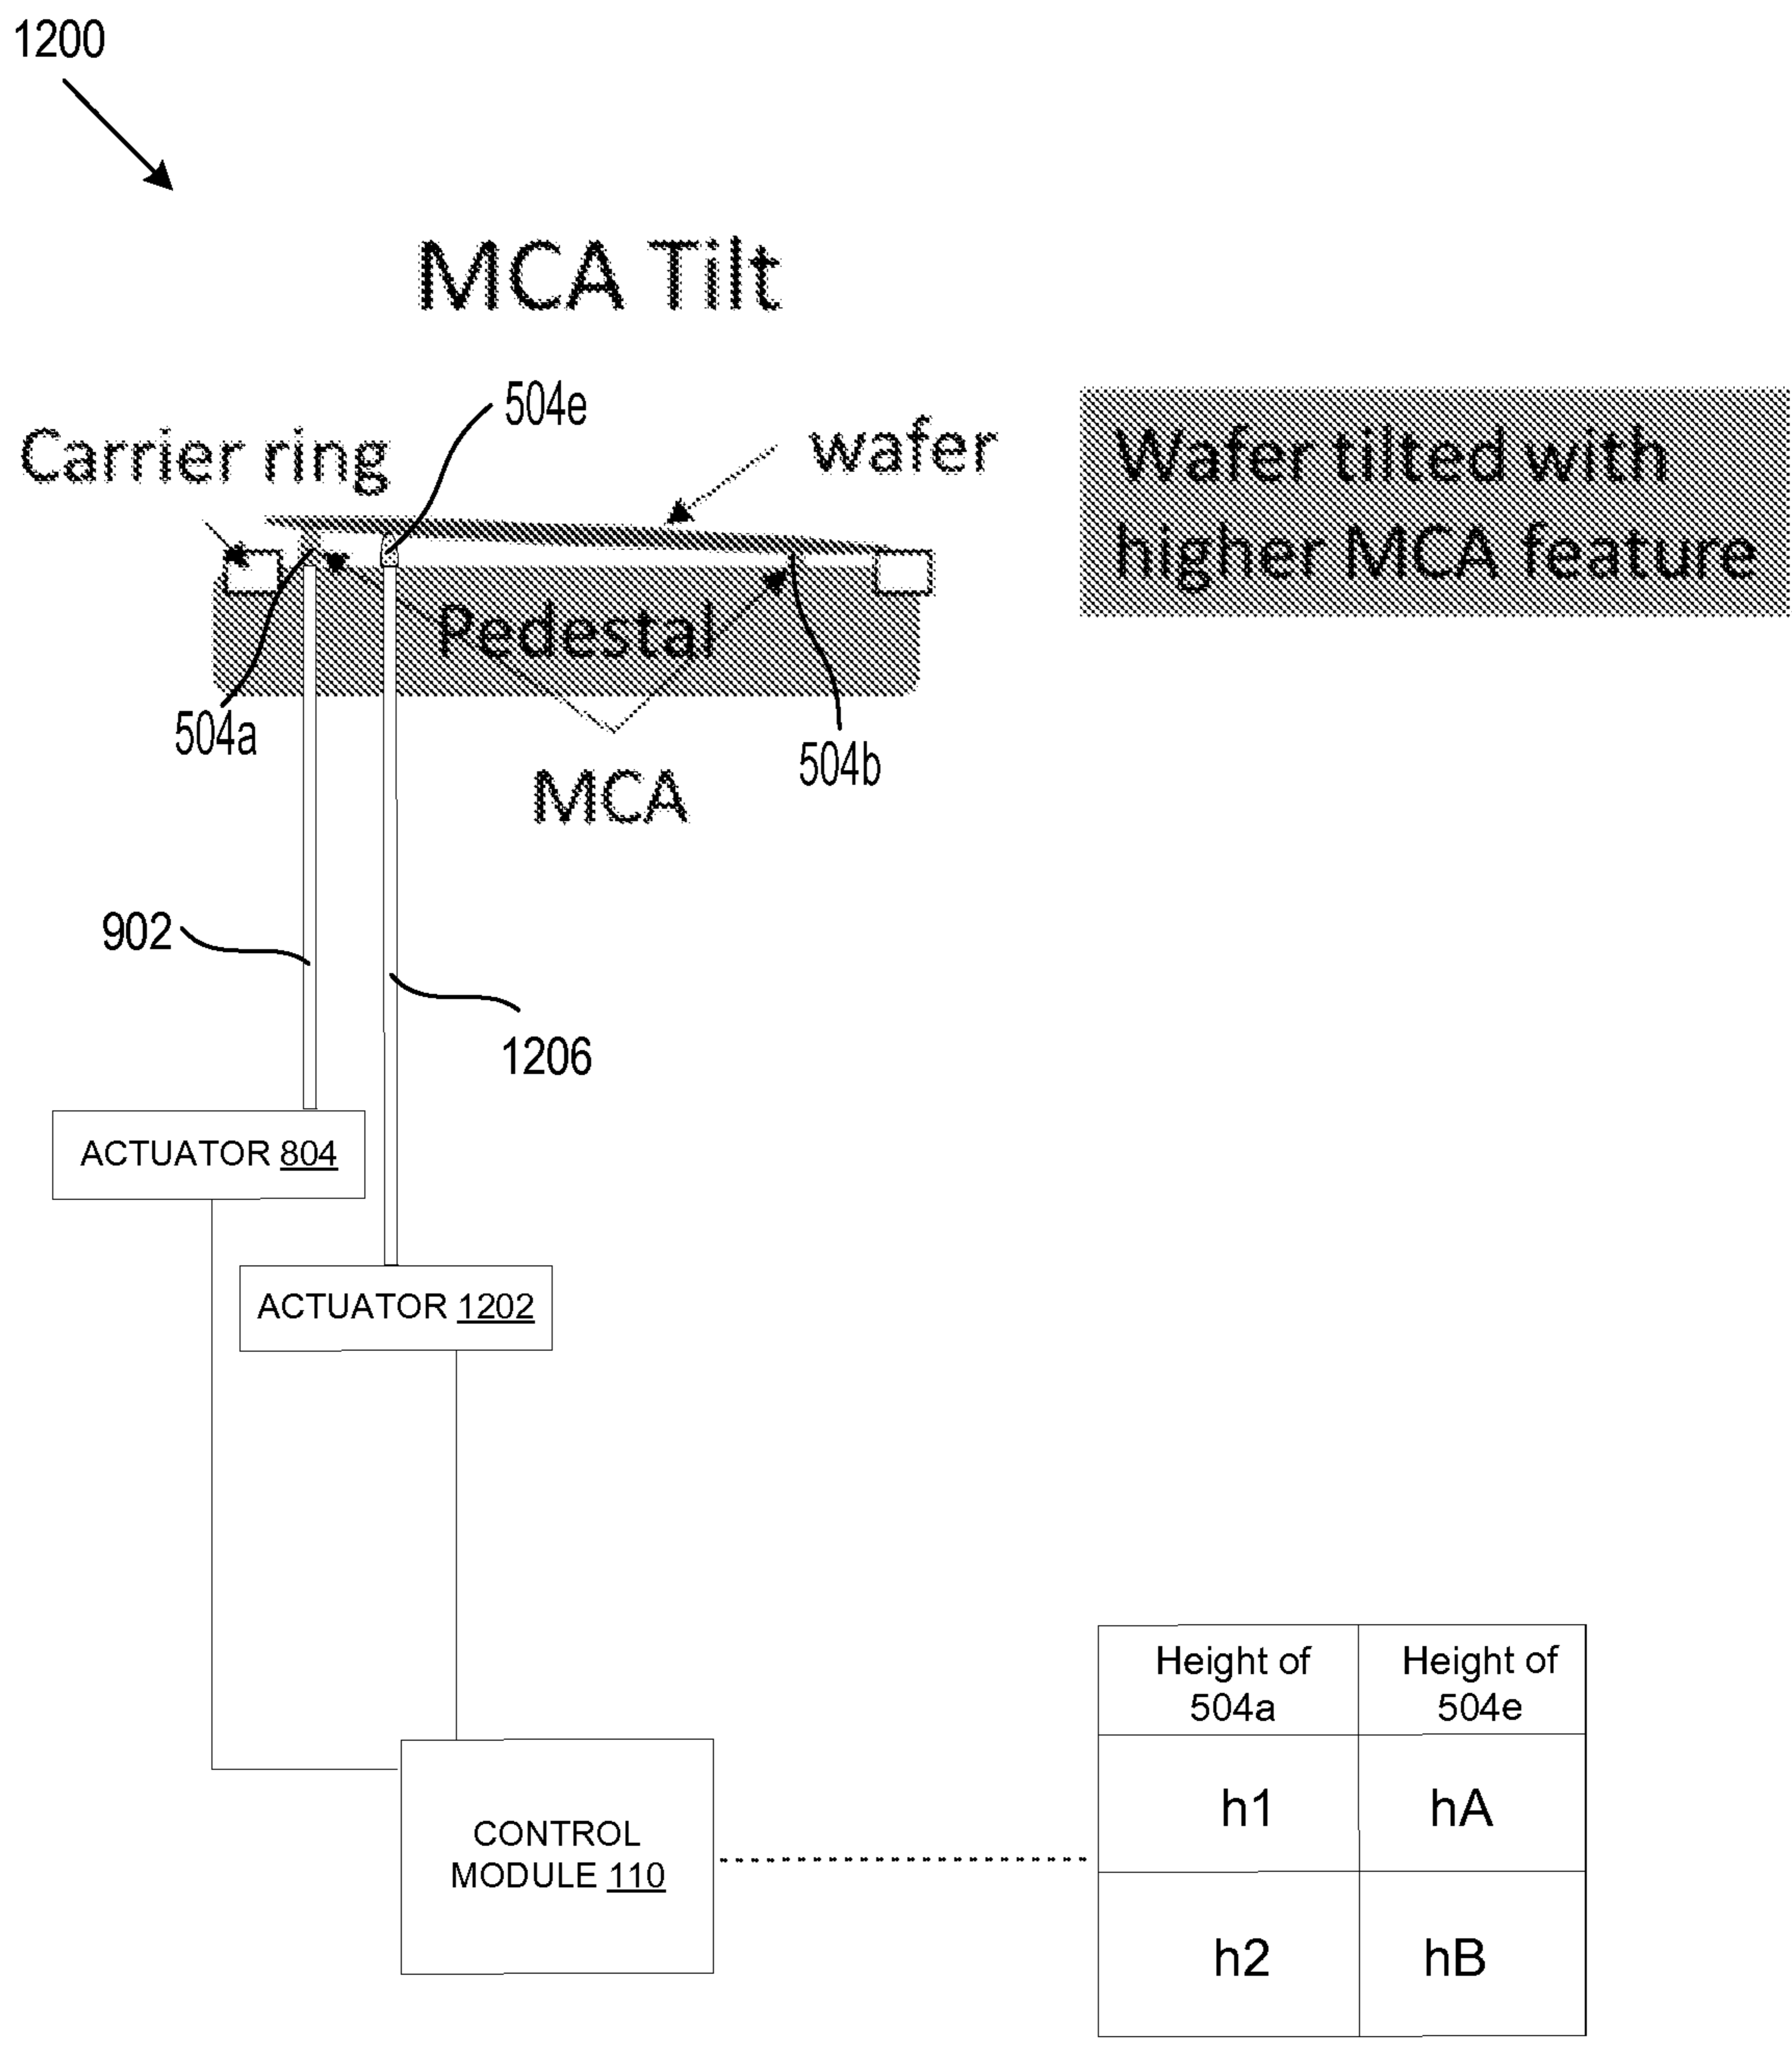 1200
MCA Tilt
504e
Carrier ring
wafer
Wafer tilted with
higher MCA feature
Pedestal
504a
504b
MCA
902
1206
ACTUATOR 804
ACTUATOR 1202
Height of
504a
Height of
504e
h1
hA
CONTROL
MODULE 110
h2
hB